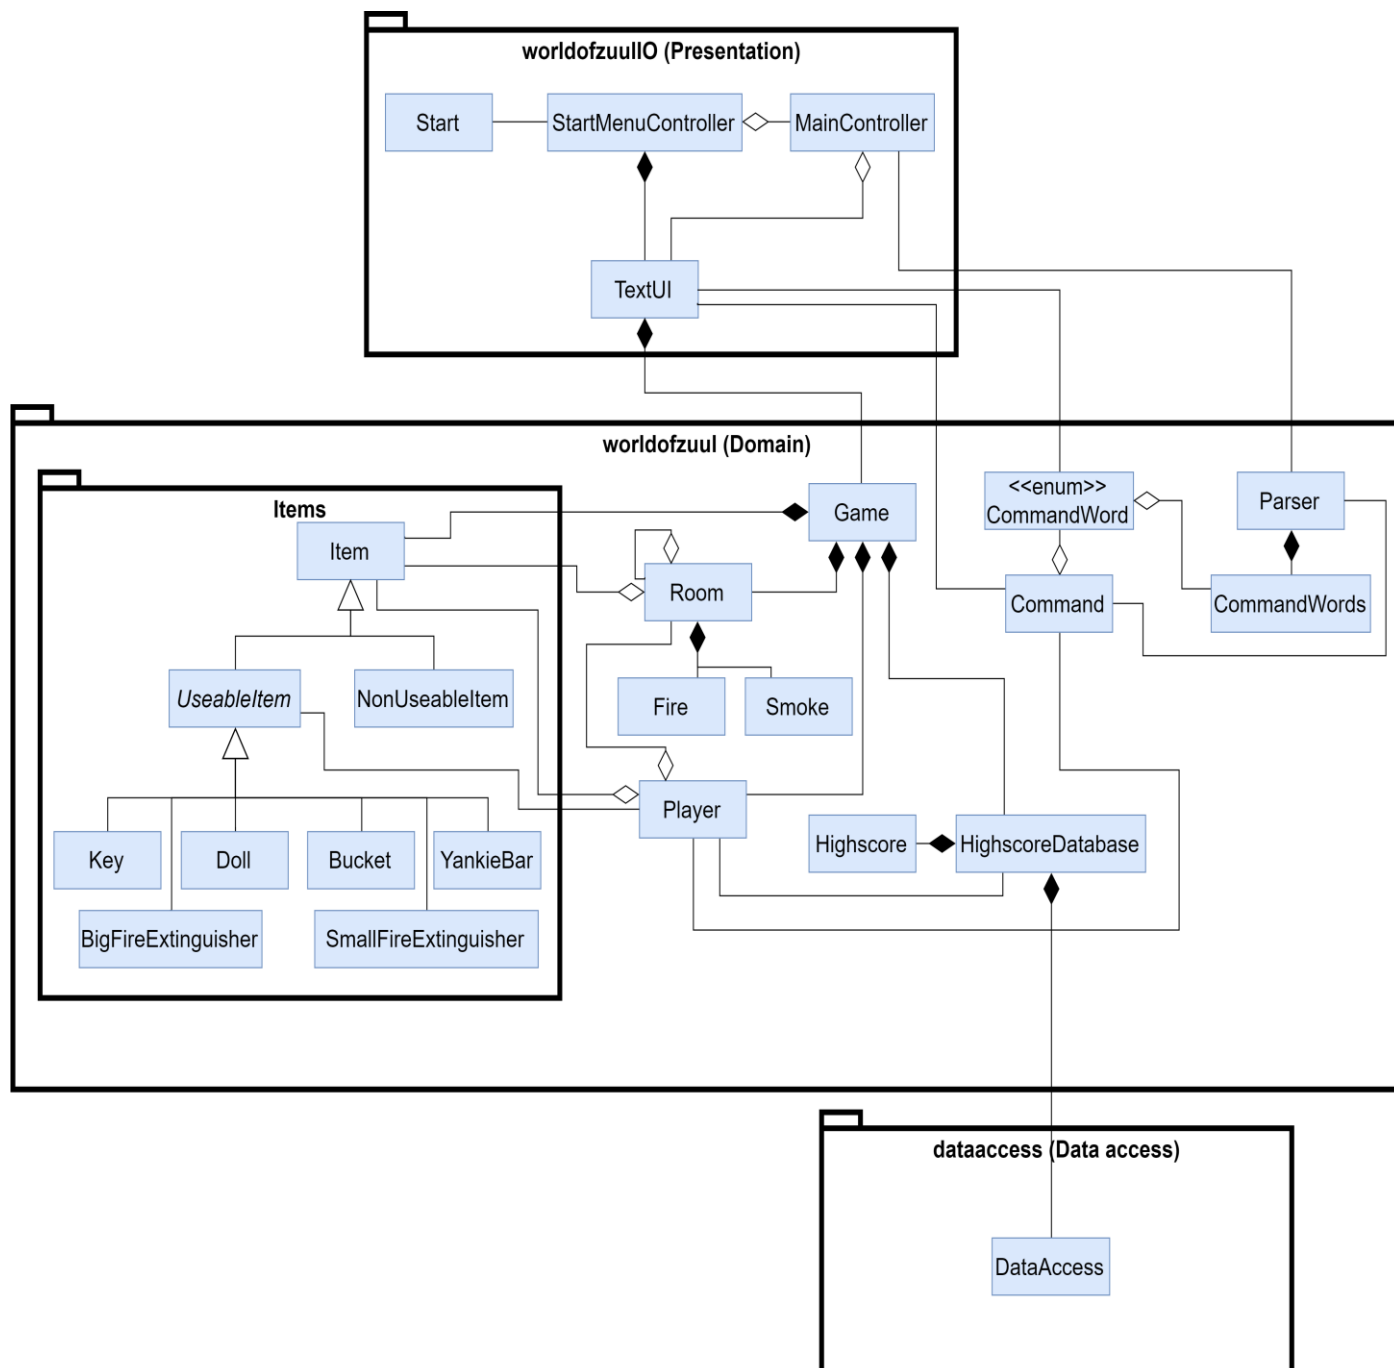 worldofzuulIO (Presentation)
Start
StartMenuController
MainController
TextUI
worldofzuul (Domain)
Items
Item
Game
<<enum>>
CommandWord
Parser
Room
Command
CommandWords
UseableItem
NonUseableItem
Fire
Smoke
Player
Key
Doll
Bucket
YankieBar
Highscore
HighscoreDatabase
BigFireExtinguisher
SmallFireExtinguisher
dataaccess (Data access)
DataAccess